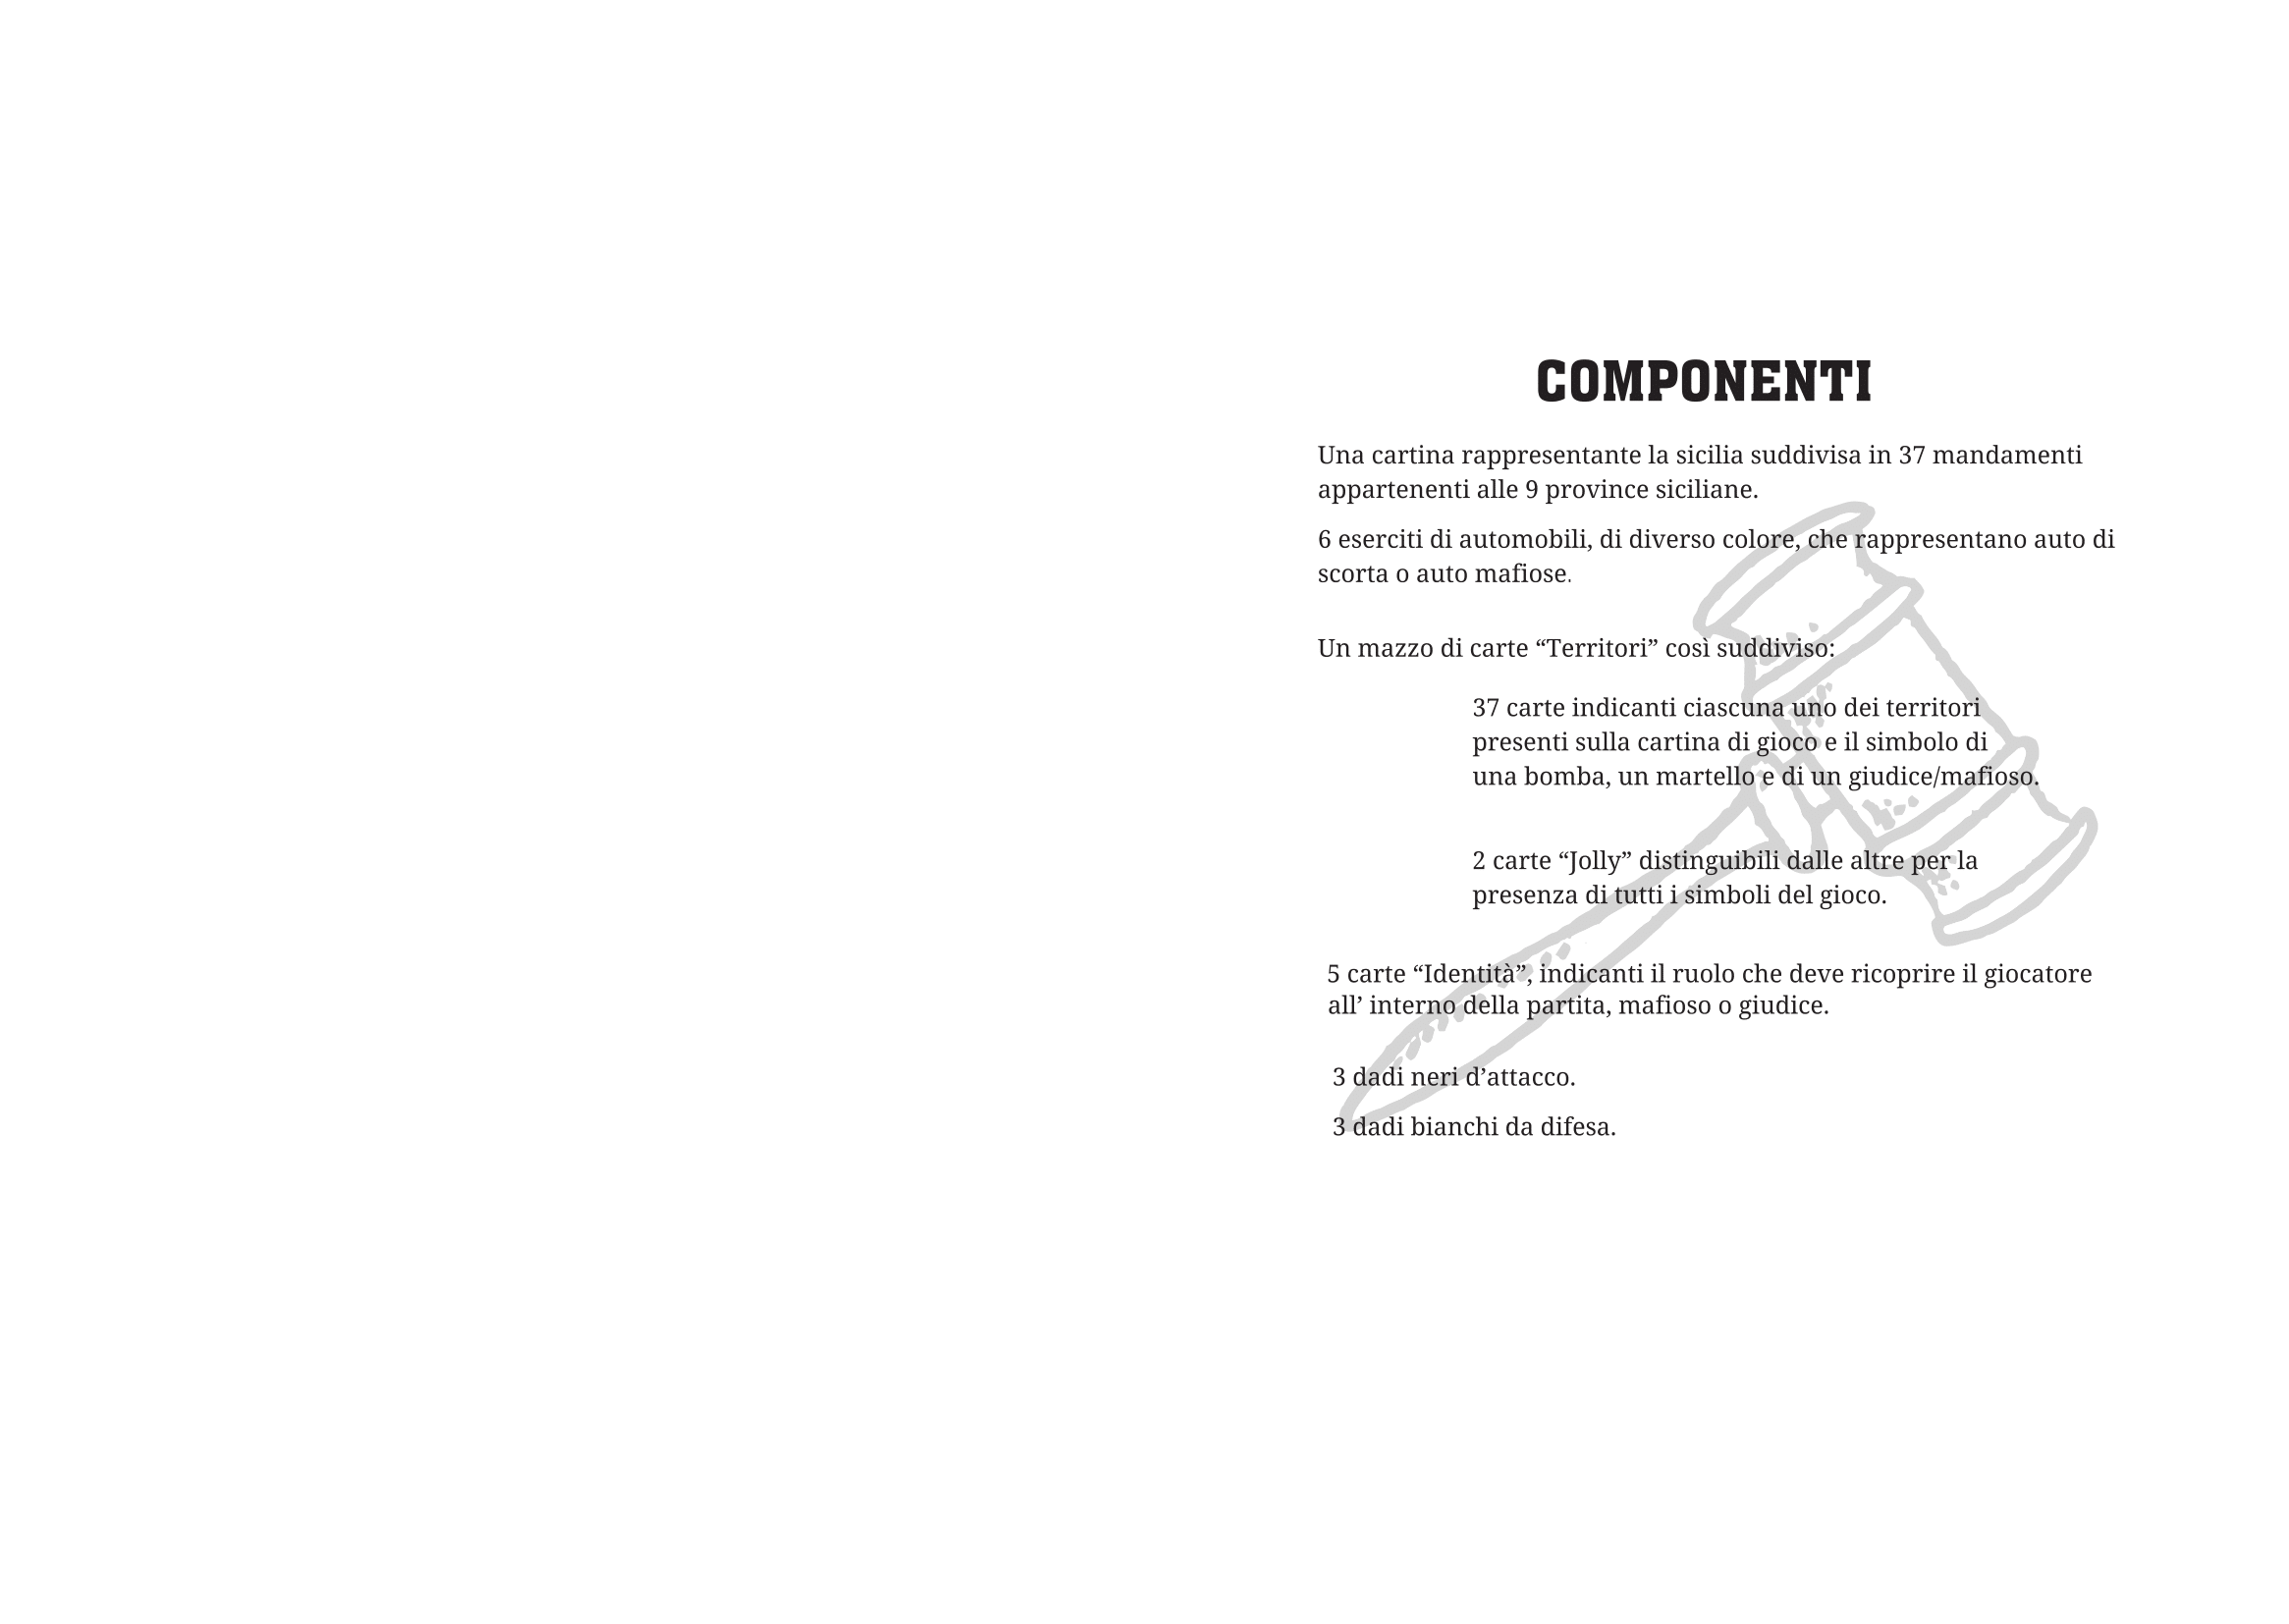 COMPONENTI
Una cartina rappresentante la sicilia suddivisa in 37 mandamenti
appartenenti alle 9 province siciliane.
6 eserciti di automobili, di diverso colore, che rappresentano auto di
scorta o auto mafiose.
Un mazzo di carte “Territori” così suddiviso:
37 carte indicanti ciascuna uno dei territori
presenti sulla cartina di gioco e il simbolo di
una bomba, un martello e di un giudice/mafioso.
2 carte “Jolly” distinguibili dalle altre per la
presenza di tutti i simboli del gioco.
5 carte “Identità”, indicanti il ruolo che deve ricoprire il giocatore
all’ interno della partita, mafioso o giudice.
3 dadi neri d’attacco.
3 dadi bianchi da difesa.